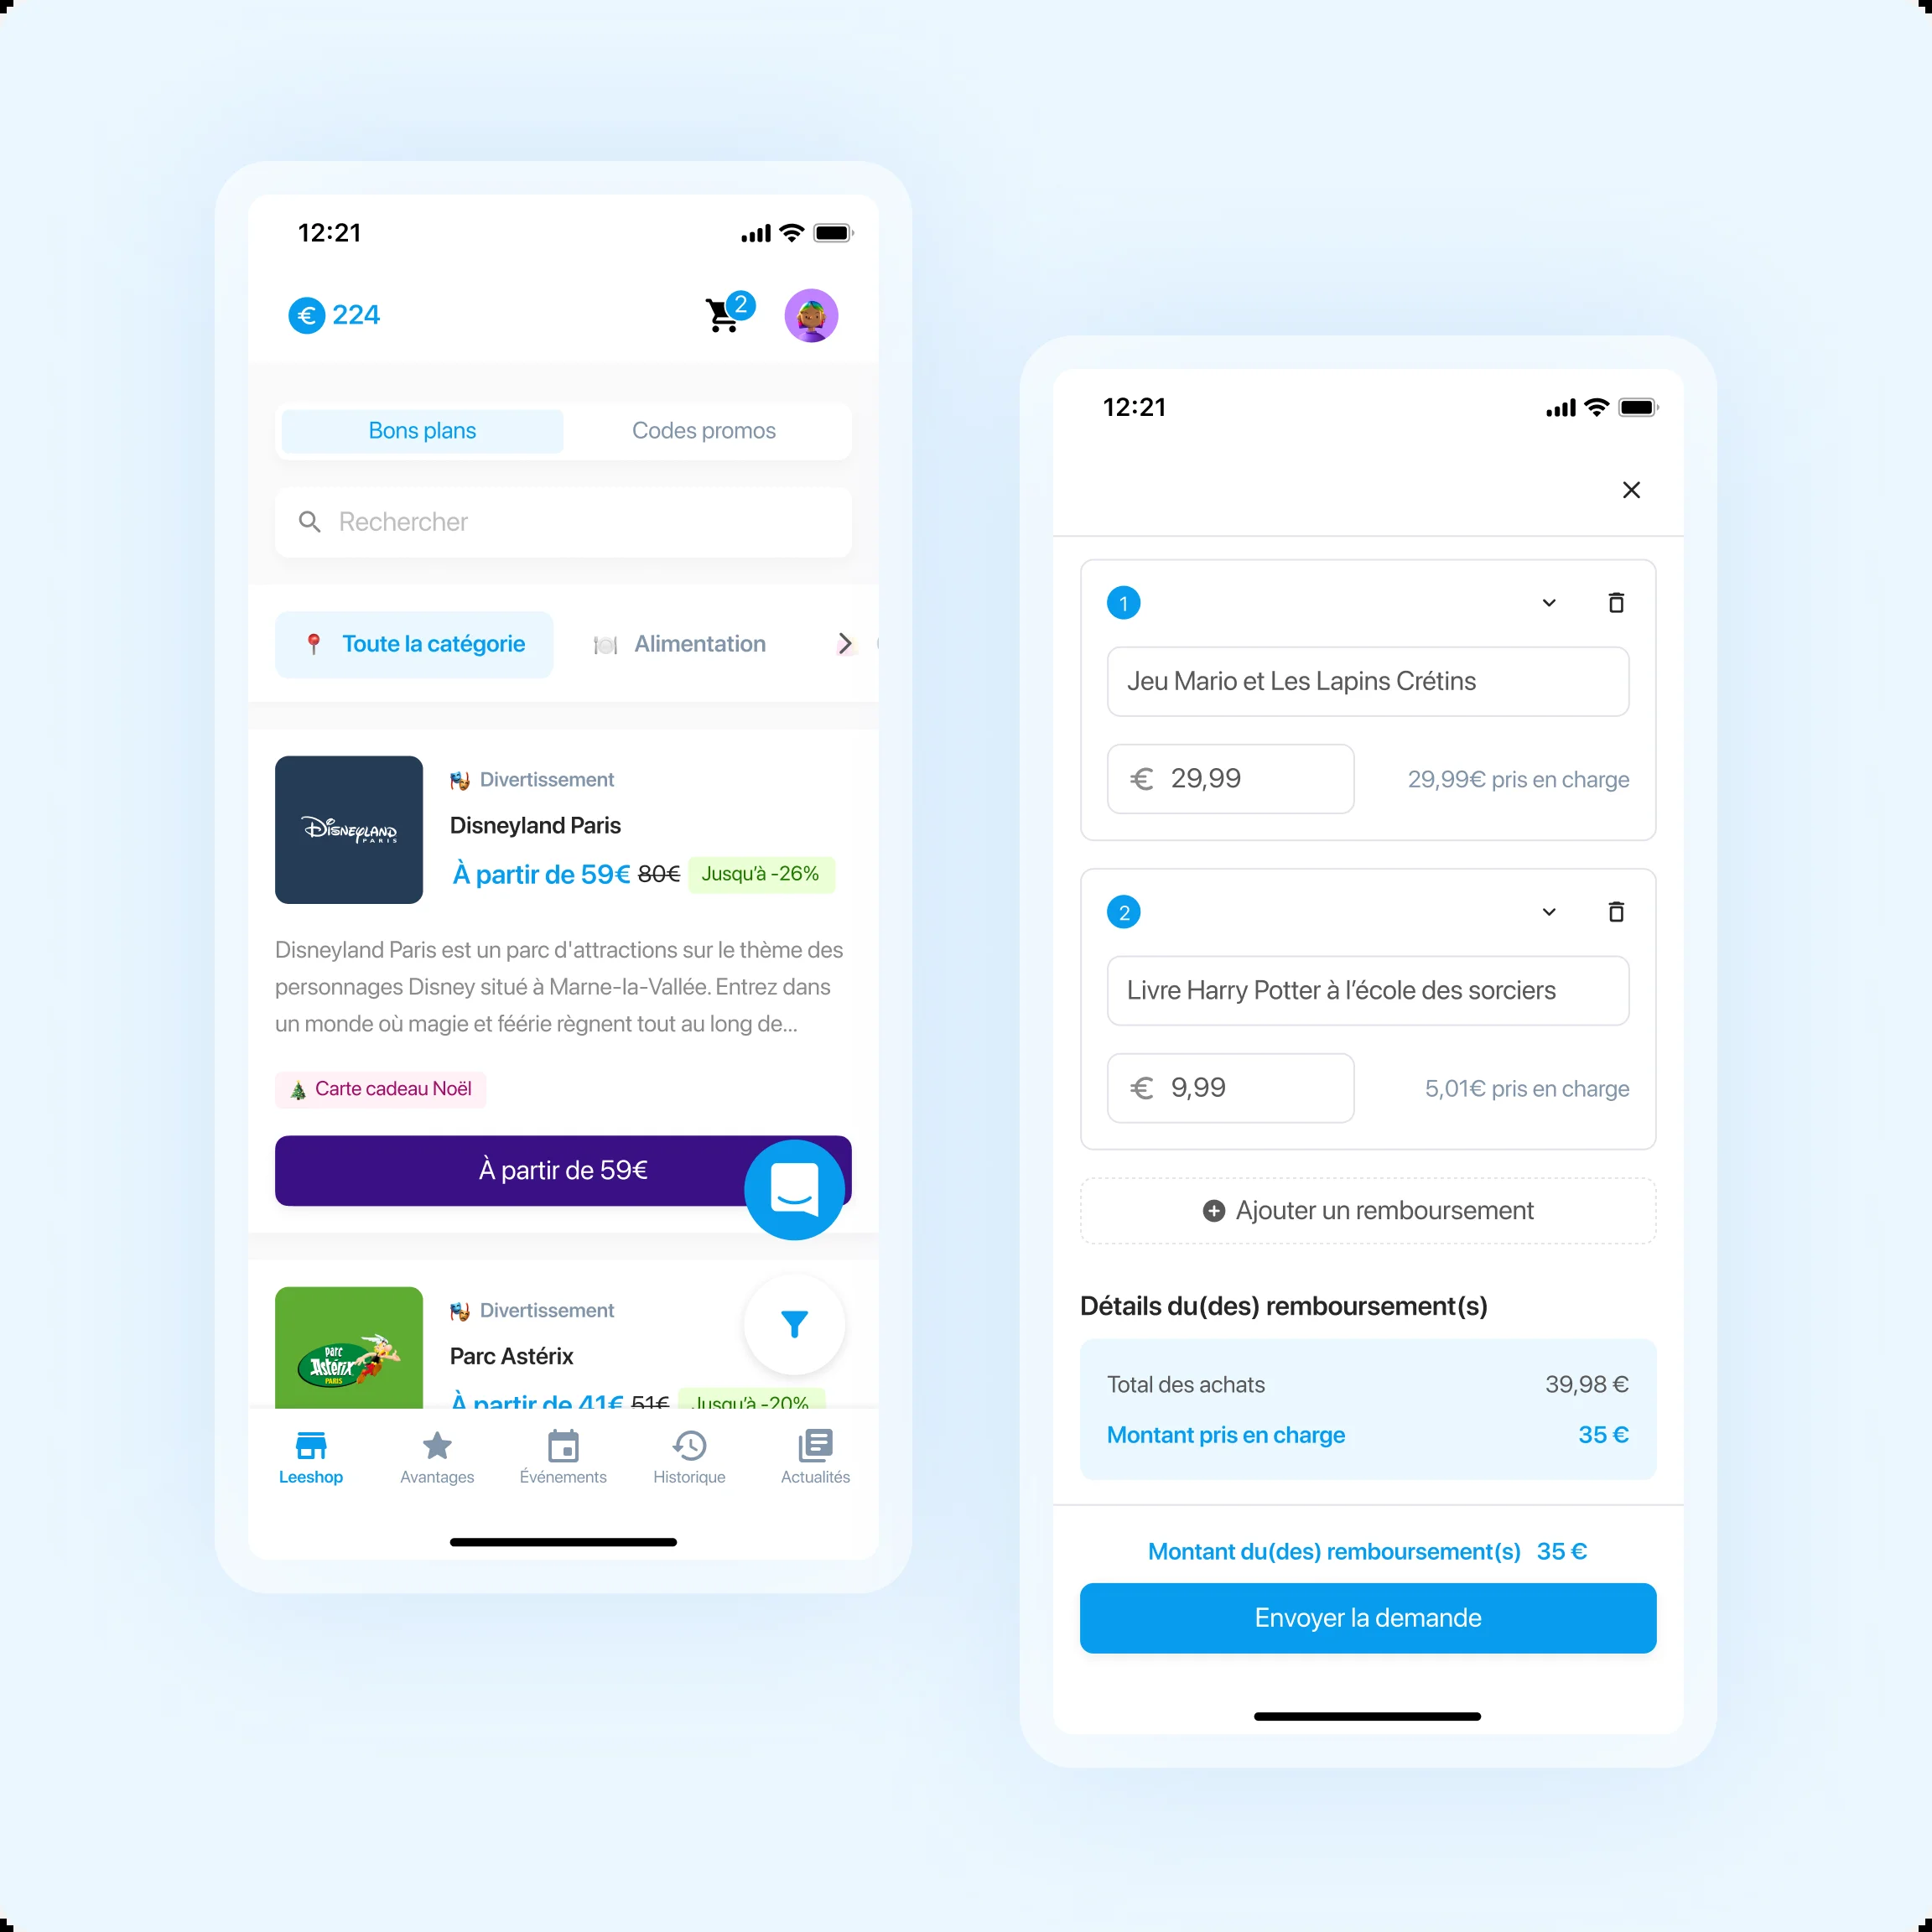 12:21
€ 224
2
Bons plans
Codes promos
Rechercher
Toute la catégorie
Alimentation
Disneyland
PARIS
Divertissement
Disneyland Paris
À partir de 59€ 80€ Jusqu'à -26%
Disneyland Paris est un parc d'attractions sur le thème des
personnages Disney situé à Marne-la-Vallée. Entrez dans
un monde où magie et féérie règnent tout au long de...
Carte cadeau Noël
À partir de 59€
parc
Astérix
PARIS
Divertissement
Parc Astérix
À partir de 41€ 51€ Jusqu'à -20%
Leeshop
Avantages
Événements
Historique
Actualités
12:21
1
Jeu Mario et Les Lapins Crétins
€ 29,99
29,99€ pris en charge
2
Livre Harry Potter à l’école des sorciers
€ 9,99
5,01€ pris en charge
Ajouter un remboursement
Détails du(des) remboursement(s)
Total des achats 39,98 €
Montant pris en charge 35 €
Montant du(des) remboursement(s) 35 €
Envoyer la demande